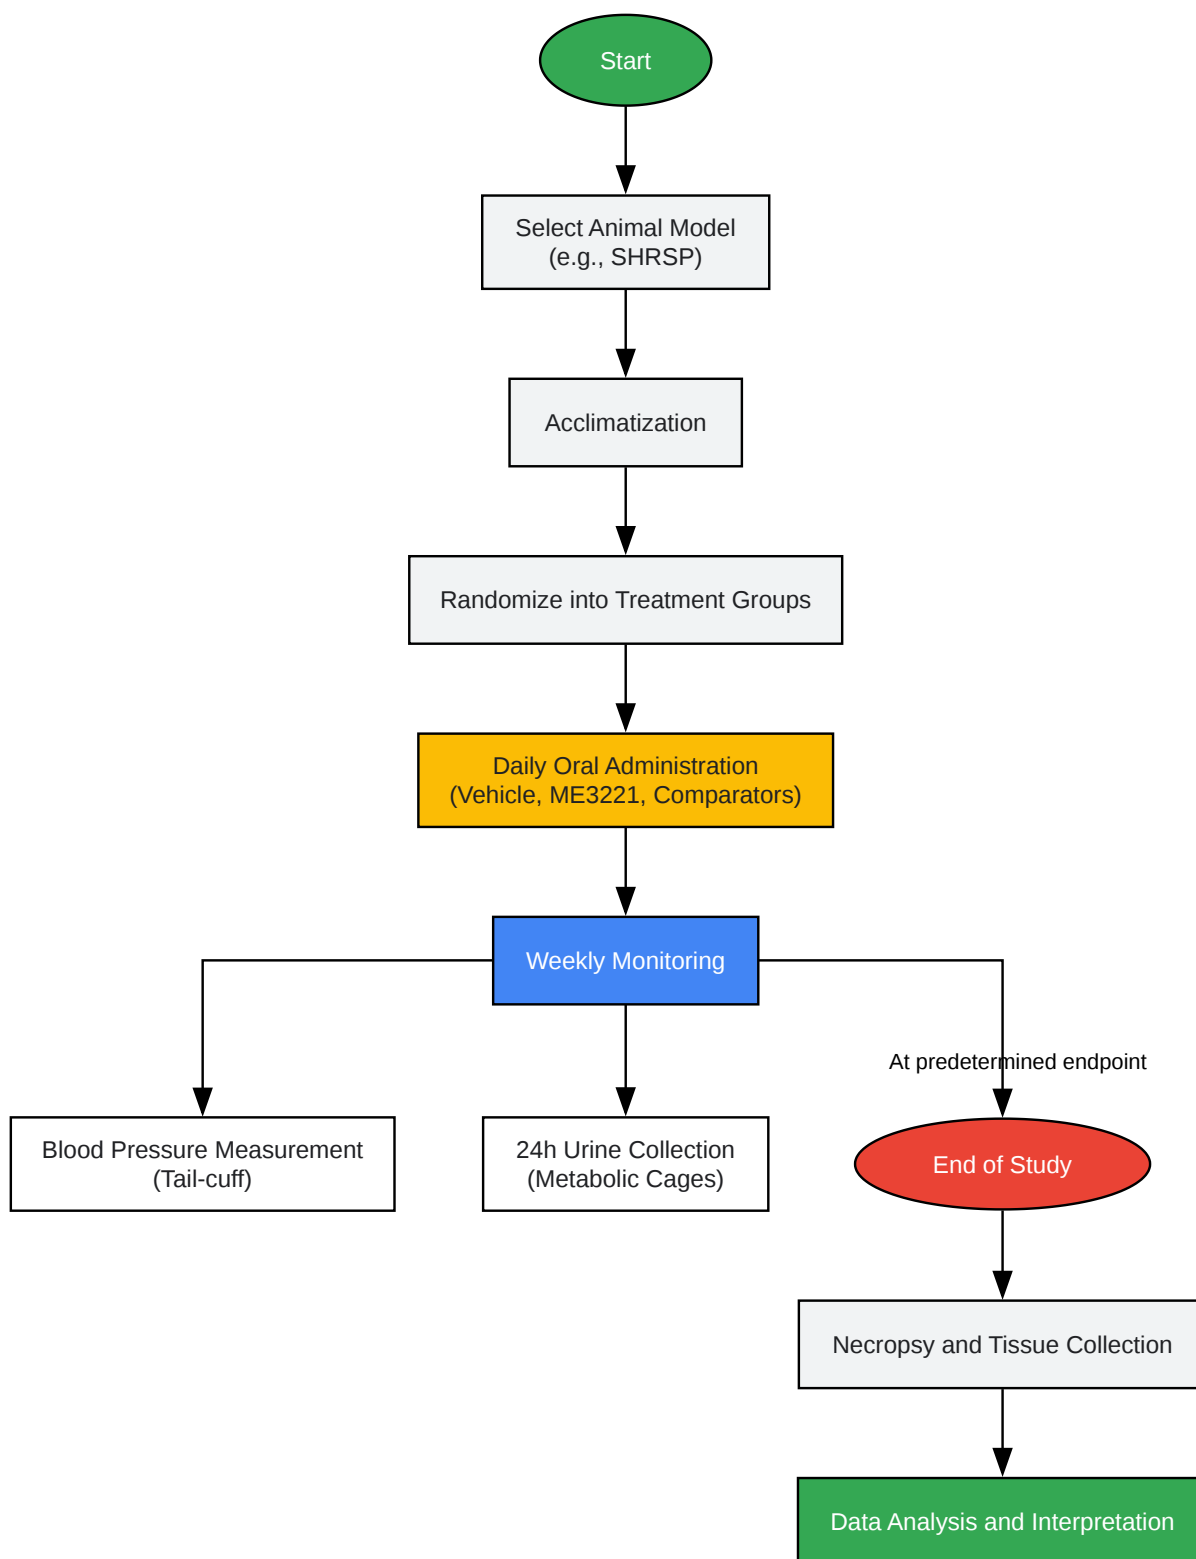 Start
Select Animal Model
(e.g., SHRSP)
Acclimatization
Randomize into Treatment Groups
Daily Oral Administration
(Vehicle, ME3221, Comparators)
Weekly Monitoring
At predetermined endpoint
Blood Pressure Measurement
(Tail-cuff)
24h Urine Collection
(Metabolic Cages)
End of Study
Necropsy and Tissue Collection
Data Analysis and Interpretation